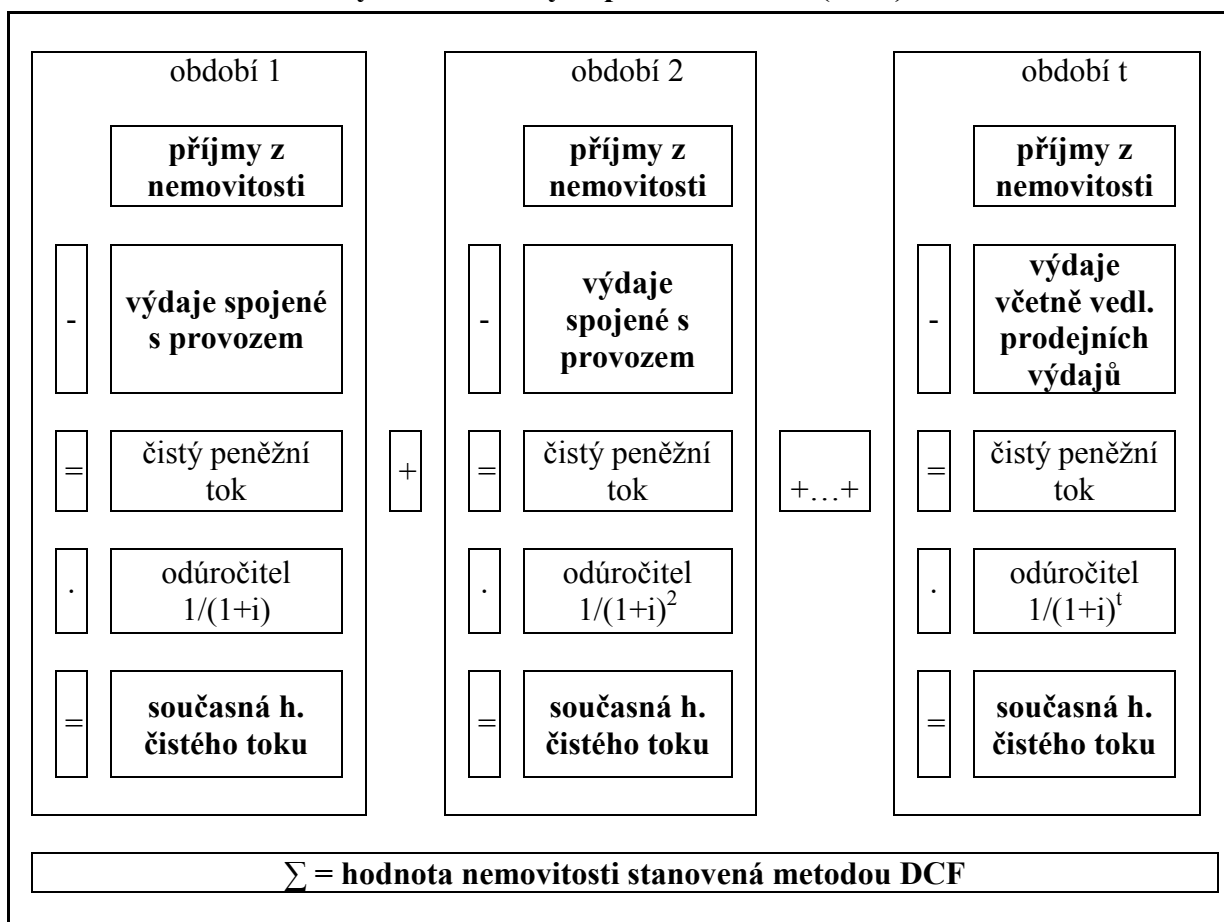 období 1
příjmy z
nemovitosti
-
výdaje spojené
s provozem
=
čistý peněžní
tok
.
odúročitel
1/(1+i)
=
současná h.
čistého toku
+
období 2
příjmy z
nemovitosti
-
výdaje
spojené s
provozem
=
čistý peněžní
tok
.
odúročitel
1/(1+i)²
=
současná h.
čistého toku
+…+
období t
příjmy z
nemovitosti
-
výdaje
včetně vedl.
prodejních
výdajů
=
čistý peněžní
tok
.
odúročitel
1/(1+i)ᵗ
=
současná h.
čistého toku
∑ = hodnota nemovitosti stanovená metodou DCF